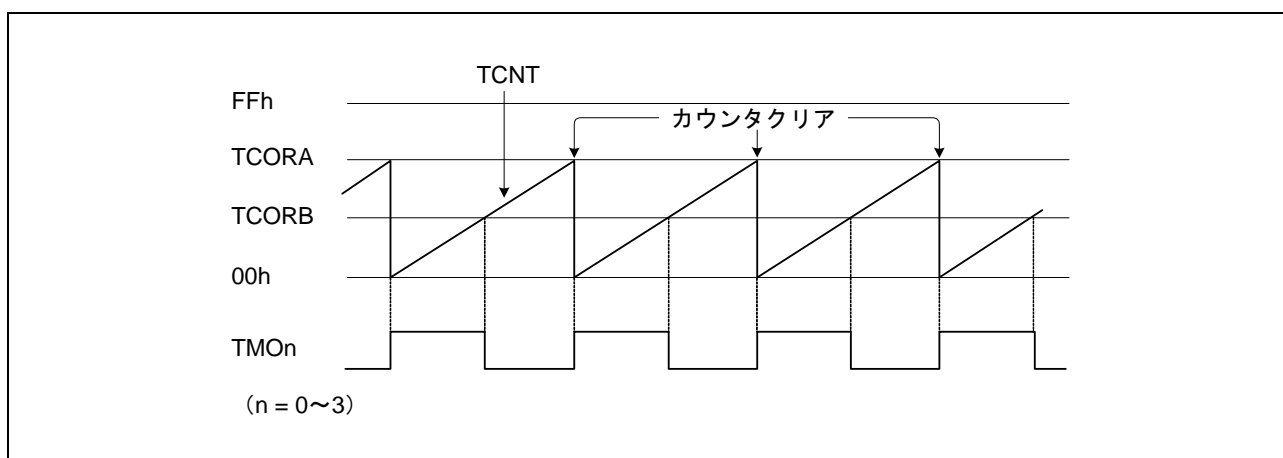 TCNT
FFh
カウンタクリア
TCORA
TCORB
00h
TMOn
（n = 0～3）